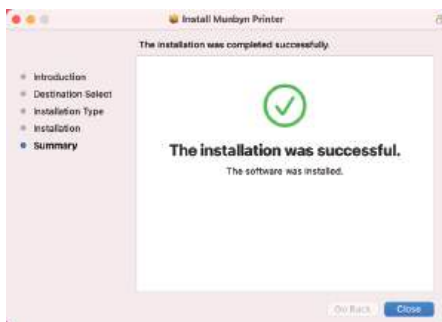 Install Munbyn Printer
The installation was completed successfully.
Introduction
Destination Select
Installation Type
Installation
Summary
The installation was successful.
The software was installed.
Go Back
Close